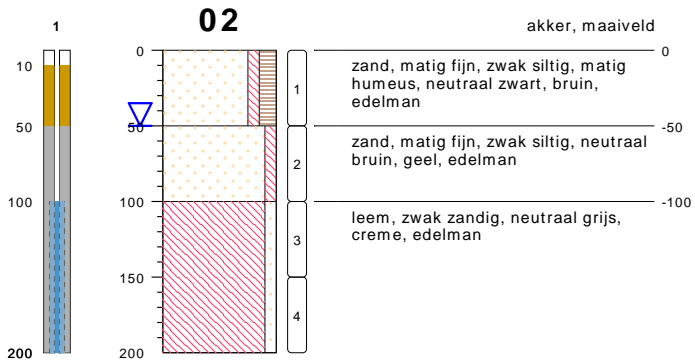 1
02
akker, maaiveld
0
0
10
zand, matig fijn, zwak siltig, matig
humeus, neutraal zwart, bruin,
edelman
1
50
50
-50
zand, matig fijn, zwak siltig, neutraal
bruin, geel, edelman
2
100
100
-100
leem, zwak zandig, neutraal grijs,
creme, edelman
3
150
4
200
200